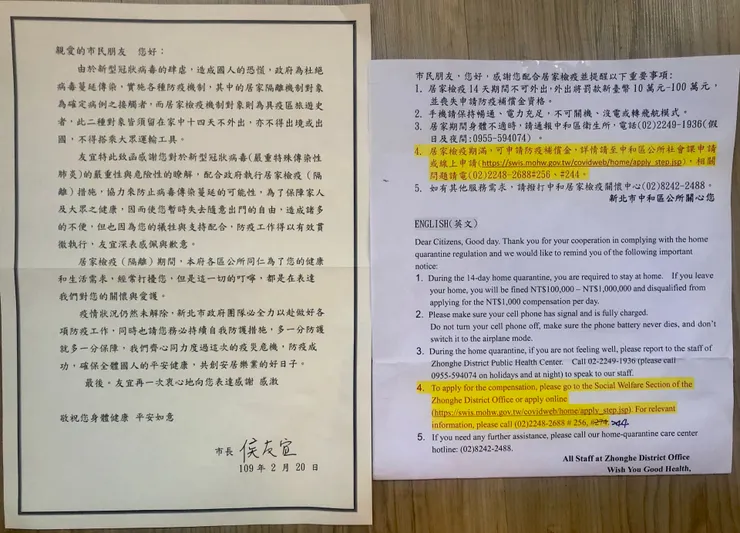 親愛的市民朋友 您好:
由於新型冠狀病毒的肆虐,造成國人的恐慌,政府為杜絕
病毒蔓延傳染,實施各種防疫機制,其中的居家隔離機制對象
為確定病例之接觸者,而居家檢疫機制對象則為具疫區旅遊史
者,此二種對象皆須留在家中十四天不外出,亦不得出境或出
國,不得搭乘大眾運輸工具。
友宜特此致函感謝您對於新型冠狀病毒(嚴重特殊傳染性肺
炎)的嚴重性與危險性的瞭解,配合政府執行居家檢疫(隔
離)措施,協力來防止病毒傳染蔓延的可能性,為了保障家人
及大眾之健康,因而使您暫時失去隨意出門的自由,造成諸多
的不便,但也因為您的犧牲與支持配合,防疫工作得以有效貫
徹執行,友宜深表感佩與歉意。
居家檢疫(隔離)期間,本府各區公所同仁為了您的健康
和生活需求,經常打擾您,但是這一切的叮嚀,都是在表達
我們對您的關懷與愛護。
疫情狀況仍然未解除,新北市政府團隊必全力以赴做好各
項防疫工作,同時也請您務必持續自我防護措施,多一分防護
就多一分保障,我們齊心同力度過這次的疫災危機,防疫成
功,確保全體國人的平安健康,共創安居樂業的好日子。
最後。友宜再一次衷心地向您表達感謝 感激
敬祝您身體健康 平安如意
市長 侯友宜
109 年 2 月 20 日
市民朋友,您好,感謝您配合居家檢疫並提醒以下重要事項:
1. 居家檢疫 14 天期間不可外出,外出將罰款新臺幣 10 萬元-100 萬元,
並喪失申請防疫補償金資格。
2. 手機請保持暢通、電力充足,不可關機、沒電或轉飛航模式。
3. 居家期間身體不適時,請通報中和區衛生所,電話(02)2249-1936(假
日及夜間:0955-594074)。
4. 居家檢疫期滿,可申請防疫補償金,詳情請至中和區公所社會課申請
或線上申請(https://swis.mohw.gov.tw/covidweb/home/apply_step.jsp),相關
問題請電(02)2248-2688#256、#244。
5. 如有其他服務需求,請撥打中和居家檢疫關懷中心(02)8242-2488。
新北市中和區公所關心您
ENGLISH(英文)
Dear Citizens, Good day. Thank you for your cooperation in complying with the home
quarantine regulation and we would like to remind you of the following important
notice:
1. During the 14-day home quarantine, you are required to stay at home. If you leave
your home, you will be fined NT$100,000 – NT$1,000,000 and disqualified from
applying for the NT$1,000 compensation per day.
2. Please make sure your cell phone has signal and is fully charged.
Do not turn your cell phone off, make sure the phone battery never dies, and don't
switch it to the airplane mode.
3. During the home quarantine, if you are not feeling well, please report to the staff of
Zhonghe District Public Health Center. Call 02-2249-1936 (please call
0955-594074 on holidays and at night) to speak to our staff.
4. To apply for the compensation, please go to the Social Welfare Section of the
Zhonghe District Office or apply online
(https://swis.mohw.gov.tw/covidweb/home/apply_step.jsp). For relevant
information, please call (02)2248-2688 # 256, 244
5. If you need any further assistance, please call our home-quarantine care center
hotline: (02)8242-2488.
All Staff at Zhonghe District Office
Wish You Good Health.